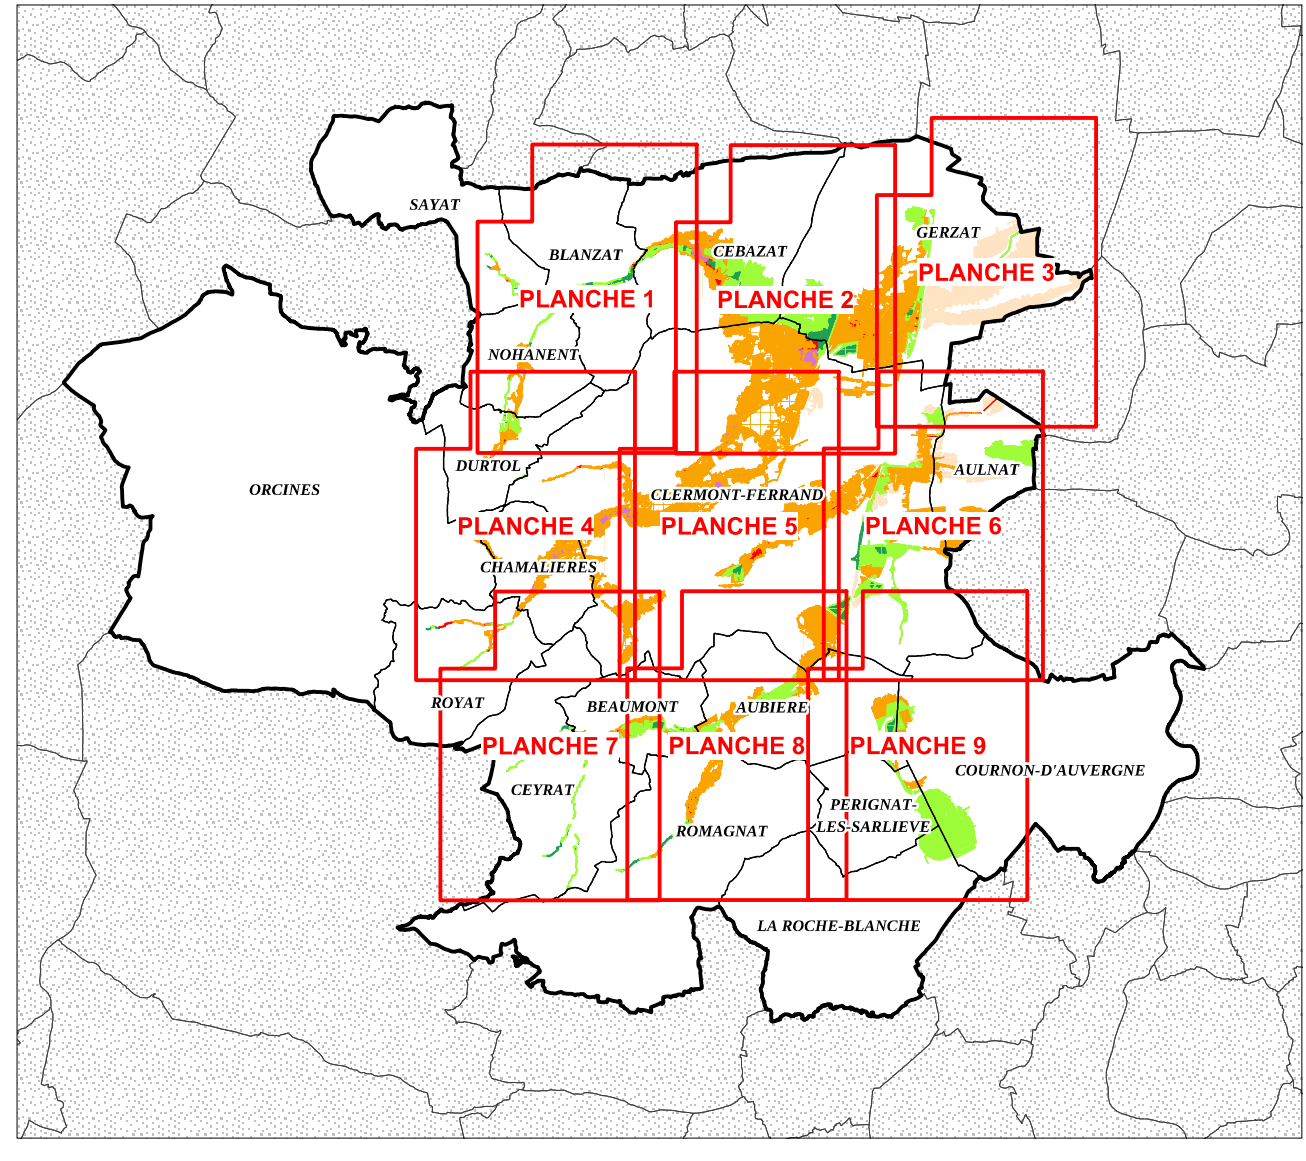 SAYAT
GERZAT
BLANZAT
CEBAZAT
PLANCHE 3
PLANCHE 1
PLANCHE 2
NOHANENT
DURTOL
AULNAT
ORCINES
CLERMONT-FERRAND
PLANCHE 4
PLANCHE 5
PLANCHE 6
CHAMALIERES
ROYAT
BEAUMONT
AUBIERE
PLANCHE 7
PLANCHE 8
PLANCHE 9
COURNON-D'AUVERGNE
CEYRAT
PERIGNAT-
LES-SARLIEVE
ROMAGNAT
LA ROCHE-BLANCHE